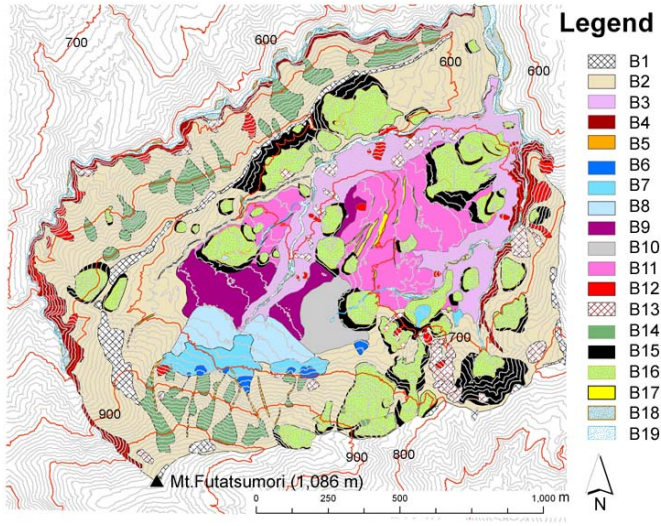 Legend
700
600
600
600
B1
B2
B3
B4
B5
B6
B7
B8
B9
B10
B11
B12
B13
B14
B15
B16
B17
B18
B19
700
900
900
800
Mt.Futatsumori (1,086 m)
0 250 500 1,000 m
N